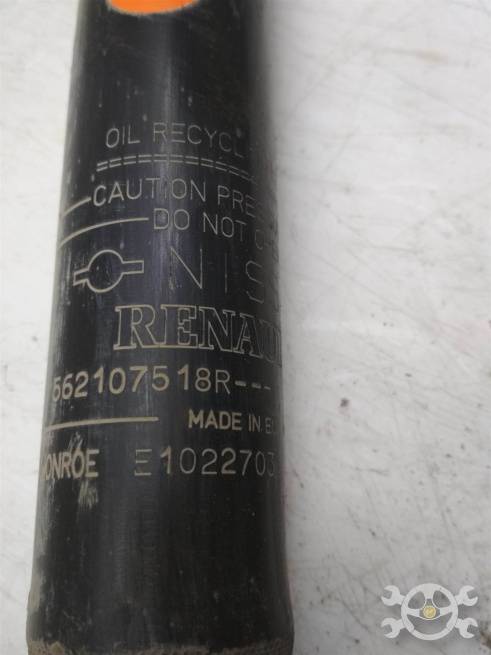 OIL RECYCL
CAUTION PRE
DO NOT
NIS
RENAU
562107518R---
MADE IN
ONROE E1022703